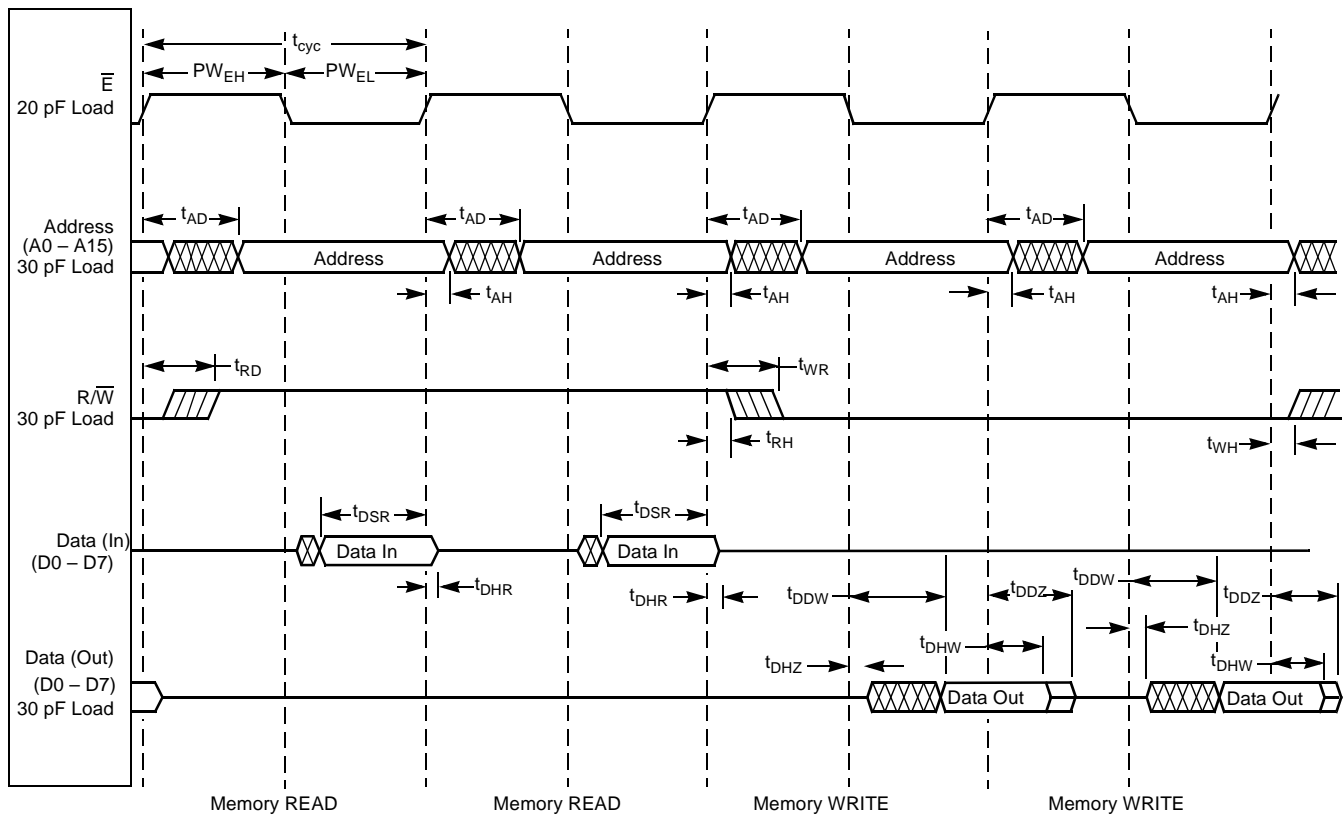 t_cyc
PW_EH PW_EL
E̅
20 pF Load
t_AD t_AD t_AD t_AD
Address
(A0 – A15)
30 pF Load
Address Address Address Address
t_AH t_AH t_AH t_AH
t_RD t_WR
R/W̅
30 pF Load
t_RH t_WH
t_DSR t_DSR
Data (In)
(D0 – D7)
Data In Data In
t_DHR t_DHR t_DDW t_DDZ t_DDW t_DDZ
t_DHZ t_DHW t_DHZ t_DHW
Data (Out)
(D0 – D7)
30 pF Load
Data Out Data Out
Memory READ Memory READ Memory WRITE Memory WRITE